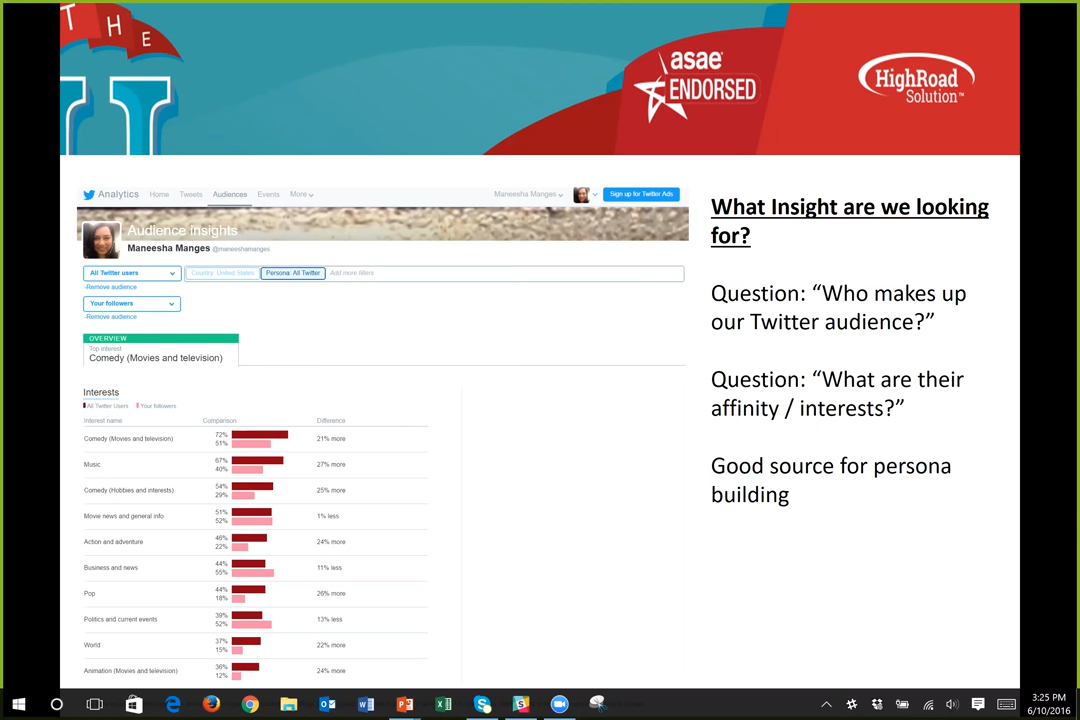 THE
U
asae
ENDORSED
HighRoad
Solution™
Analytics Home Tweets Audiences Events More
Maneesha Manges
Sign up for Twitter Ads
Audience insights
Maneesha Manges @maneeshamanges
All Twitter users
Country: United States
Persona: All Twitter
Add more filters
-Remove audience
Your followers
-Remove audience
OVERVIEW
Top interest
Comedy (Movies and television)
Interests
All Twitter Users Your followers
Interest name Comparison Difference
Comedy (Movies and television) 72% 51% 21% more
Music 67% 40% 27% more
Comedy (Hobbies and interests) 54% 29% 25% more
Movie news and general info 51% 52% 1% less
Action and adventure 46% 22% 24% more
Business and news 44% 55% 11% less
Pop 44% 18% 26% more
Politics and current events 39% 52% 13% less
World 37% 15% 22% more
Animation (Movies and television) 36% 12% 24% more
What Insight are we looking
for?
Question: “Who makes up
our Twitter audience?”
Question: “What are their
affinity / interests?”
Good source for persona
building
3:25 PM
6/10/2016